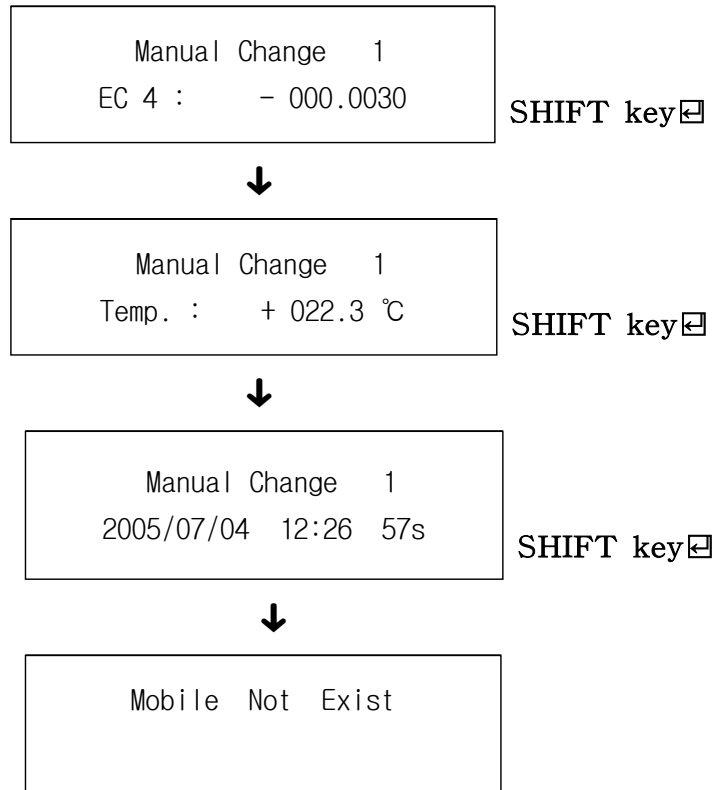 Manual Change 1
EC 4 : - 000.0030
SHIFT key
Manual Change 1
Temp. : + 022.3 ℃
SHIFT key
Manual Change 1
2005/07/04 12:26 57s
SHIFT key
Mobile Not Exist